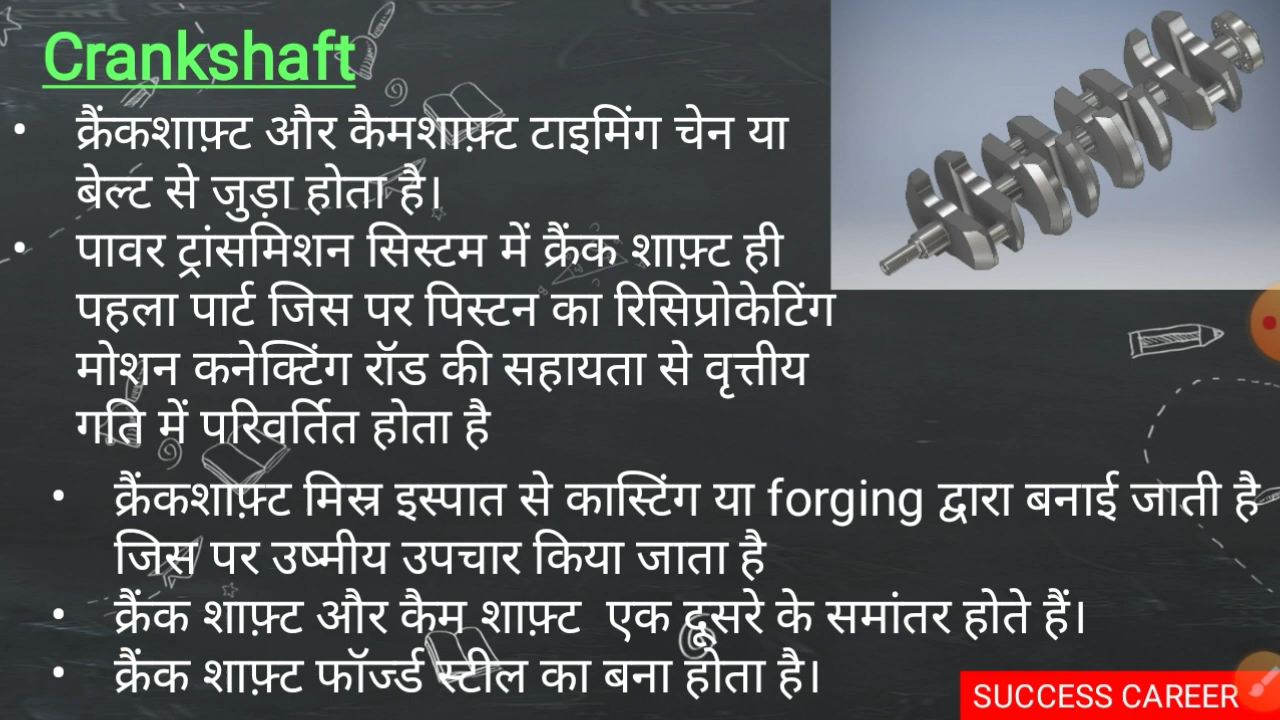 Crankshaft
• क्रैंकशाफ़्ट और कैमशाफ़्ट टाइमिंग चेन या
बेल्ट से जुड़ा होता है।
• पावर ट्रांसमिशन सिस्टम में क्रैंक शाफ़्ट ही
पहला पार्ट जिस पर पिस्टन का रिसिप्रोकेटिंग
मोशन कनेक्टिंग रॉड की सहायता से वृत्तीय
गति में परिवर्तित होता है
• क्रैंकशाफ़्ट मिस्र इस्पात से कास्टिंग या forging द्वारा बनाई जाती है
जिस पर उष्मीय उपचार किया जाता है
• क्रैंक शाफ़्ट और कैम शाफ़्ट एक दूसरे के समांतर होते हैं।
• क्रैंक शाफ़्ट फॉर्ज्ड स्टील का बना होता है।
SUCCESS CAREER